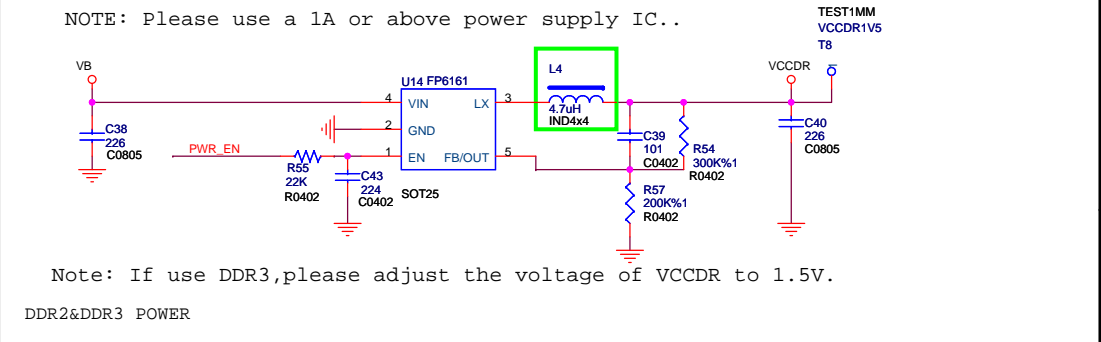 NOTE: Please use a 1A or above power supply IC..
TEST1MM
VCCDR1V5
T8
VB
U14 FP6161
L4
VCCDR
4 VIN
LX 3
4.7uH
IND4x4
2 GND
C38
226
C0805
PWR_EN
1 EN
FB/OUT 5
C39
101
C0402
R54
300K%1
R0402
C40
226
C0805
R55
22K
R0402
C43
224
C0402
SOT25
R57
200K%1
R0402
Note: If use DDR3,please adjust the voltage of VCCDR to 1.5V.
DDR2&DDR3 POWER